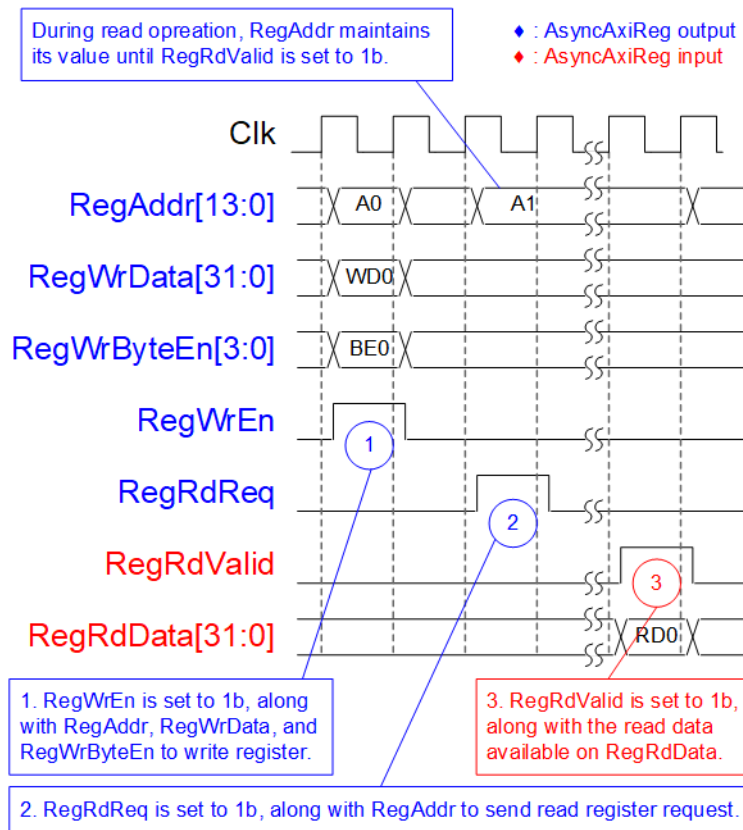 During read opreation, RegAddr maintains
its value until RegRdValid is set to 1b.
♦ : AsyncAxiReg output
♦ : AsyncAxiReg input
Clk
RegAddr[13:0]
A0
A1
RegWrData[31:0]
WD0
RegWrByteEn[3:0]
BE0
RegWrEn
1
RegRdReq
2
RegRdValid
3
RegRdData[31:0]
RD0
1. RegWrEn is set to 1b, along
with RegAddr, RegWrData, and
RegWrByteEn to write register.
3. RegRdValid is set to 1b,
along with the read data
available on RegRdData.
2. RegRdReq is set to 1b, along with RegAddr to send read register request.